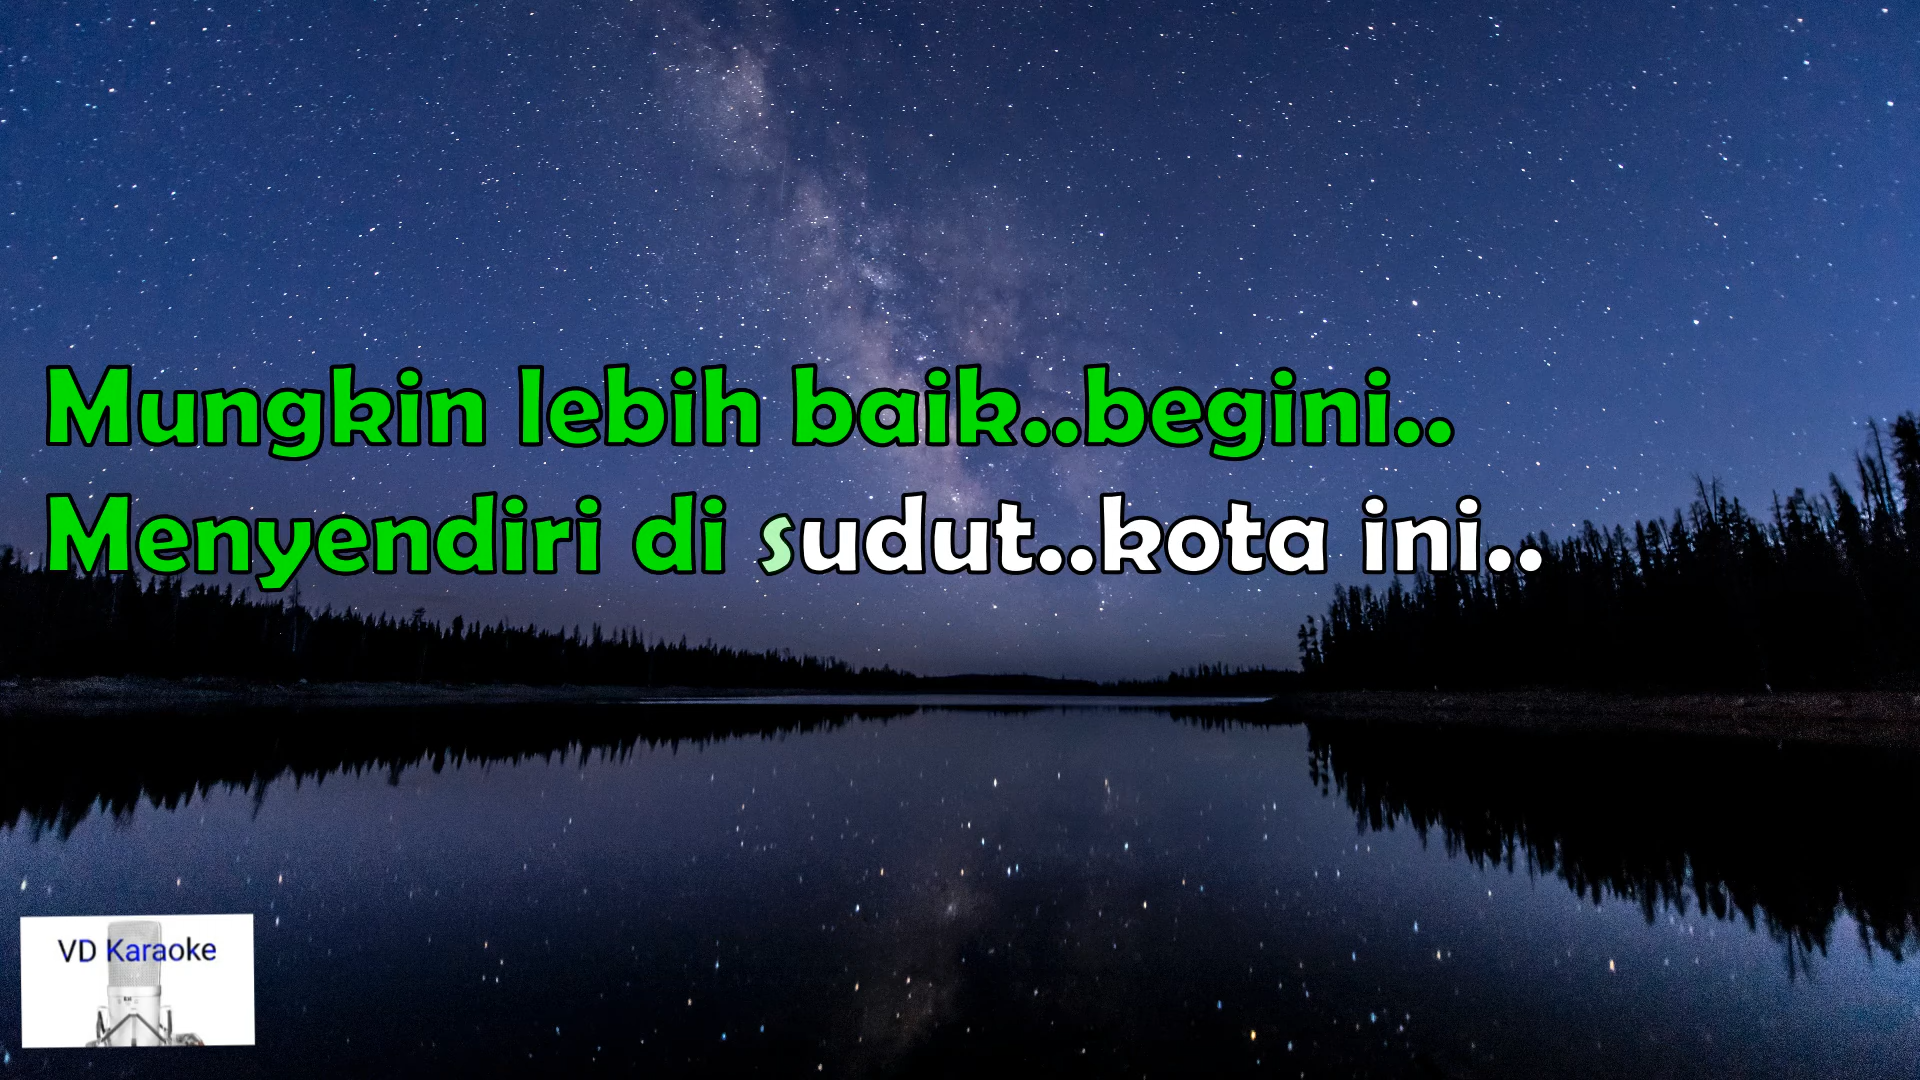 Mungkin lebih baik..begini..
Menyendiri di sudut..kota ini..
VD Karaoke